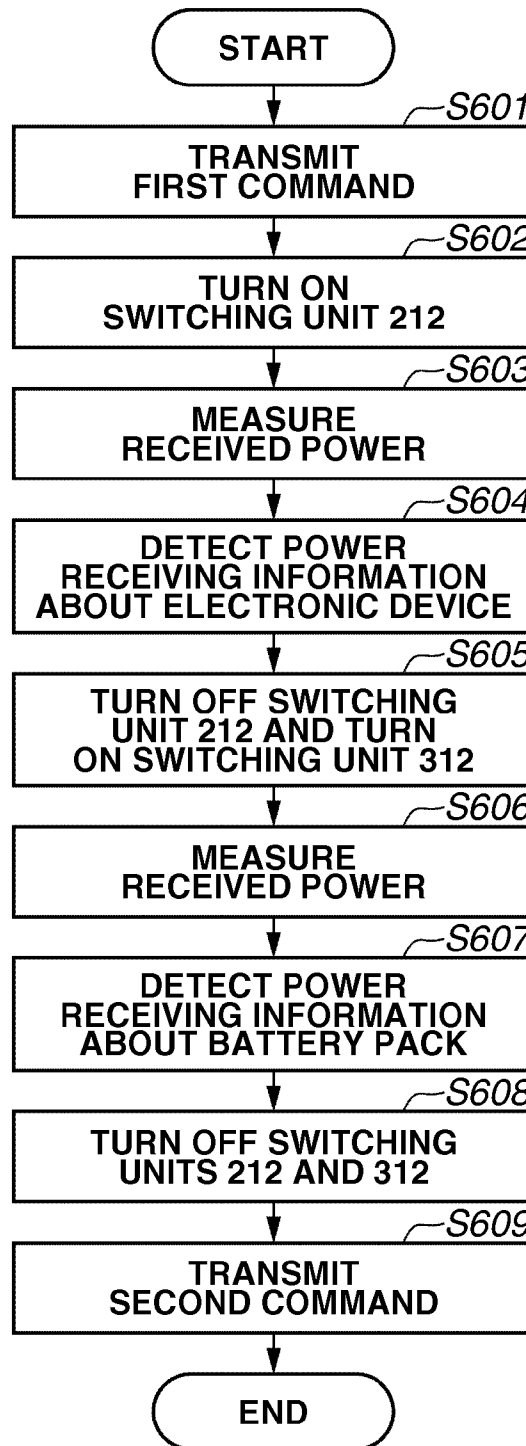 START
S601
TRANSMIT
FIRST COMMAND
S602
TURN ON
SWITCHING UNIT 212
S603
MEASURE
RECEIVED POWER
S604
DETECT POWER
RECEIVING INFORMATION
ABOUT ELECTRONIC DEVICE
S605
TURN OFF SWITCHING
UNIT 212 AND TURN
ON SWITCHING UNIT 312
S606
MEASURE
RECEIVED POWER
S607
DETECT POWER
RECEIVING INFORMATION
ABOUT BATTERY PACK
S608
TURN OFF SWITCHING
UNITS 212 AND 312
S609
TRANSMIT
SECOND COMMAND
END